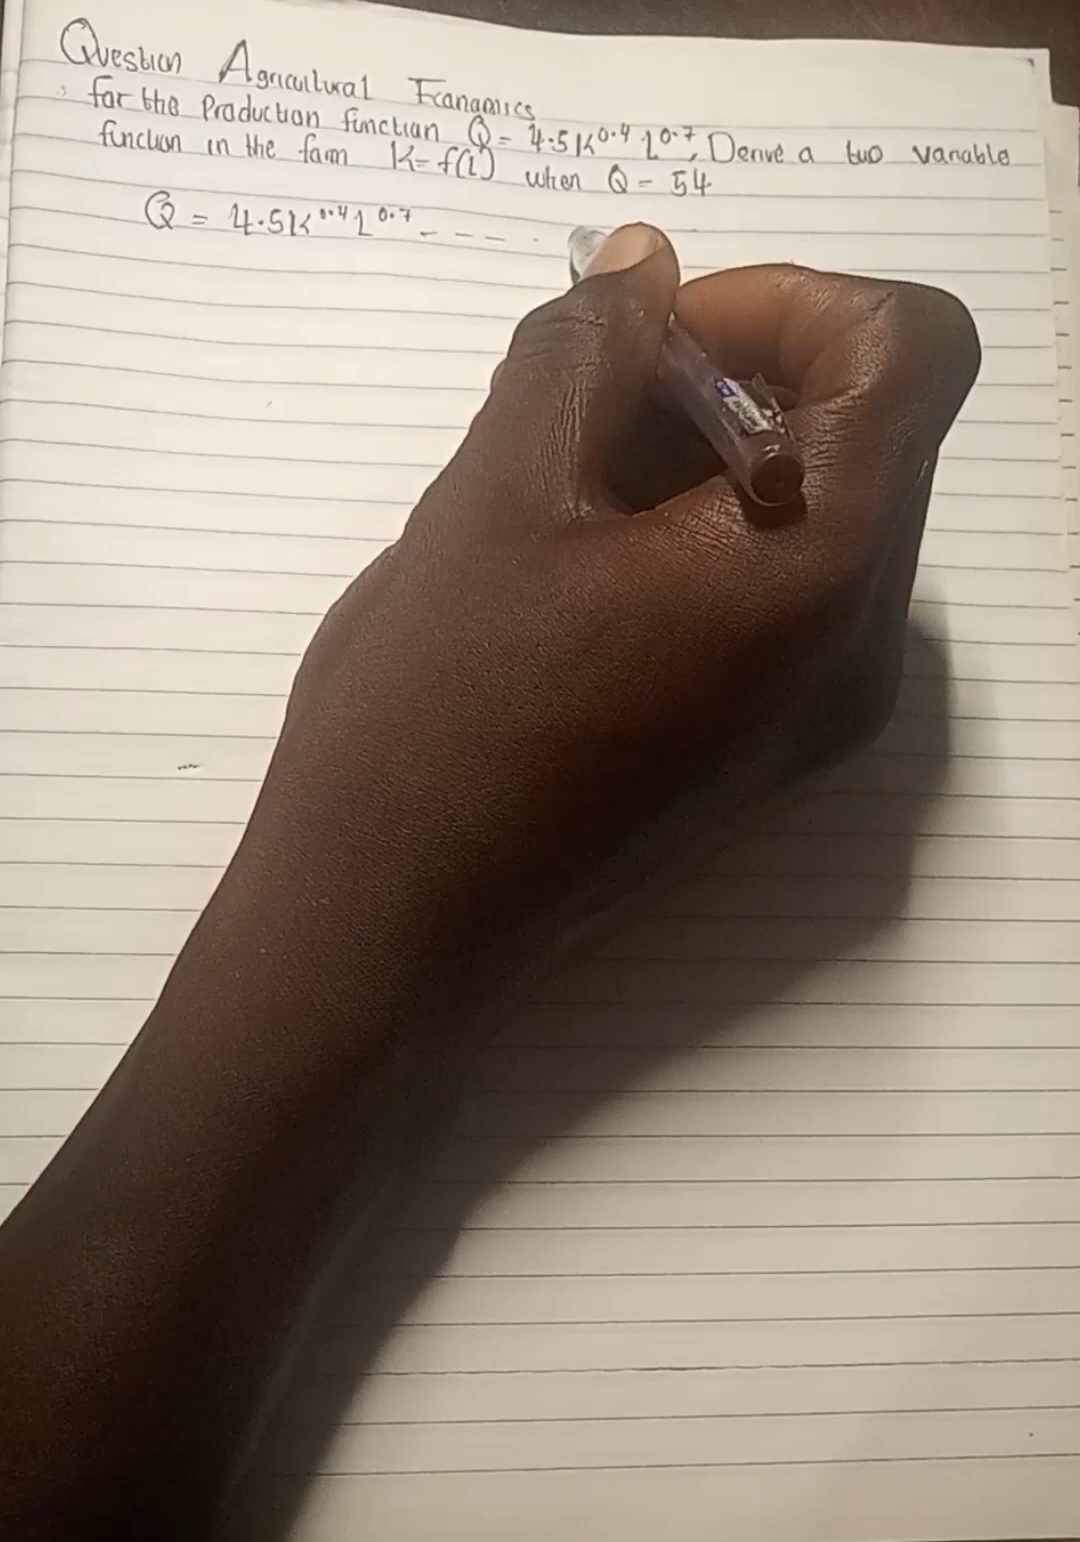 Question Agricultural Economics
for the Production function Q = 4.5K^0.4 L^0.7, Derive a two variable
function in the form K = f(L) when Q = 54
Q = 4.5K^0.4 L^0.7 - - - -